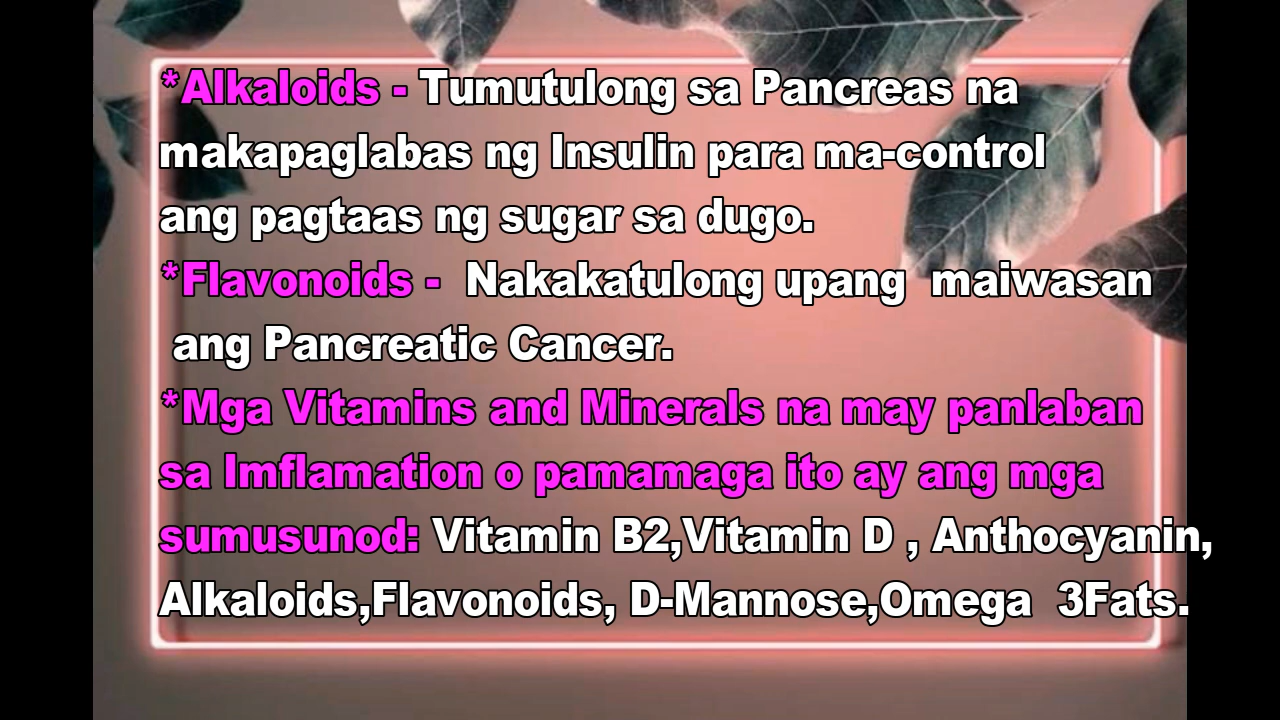 *Alkaloids - Tumutulong sa Pancreas na
makapaglabas ng Insulin para ma-control
ang pagtaas ng sugar sa dugo.
*Flavonoids -  Nakakatulong upang  maiwasan
ang Pancreatic Cancer.
*Mga Vitamins and Minerals na may panlaban
sa Imflamation o pamamaga ito ay ang mga
sumusunod: Vitamin B2,Vitamin D , Anthocyanin,
Alkaloids,Flavonoids, D-Mannose,Omega  3Fats.